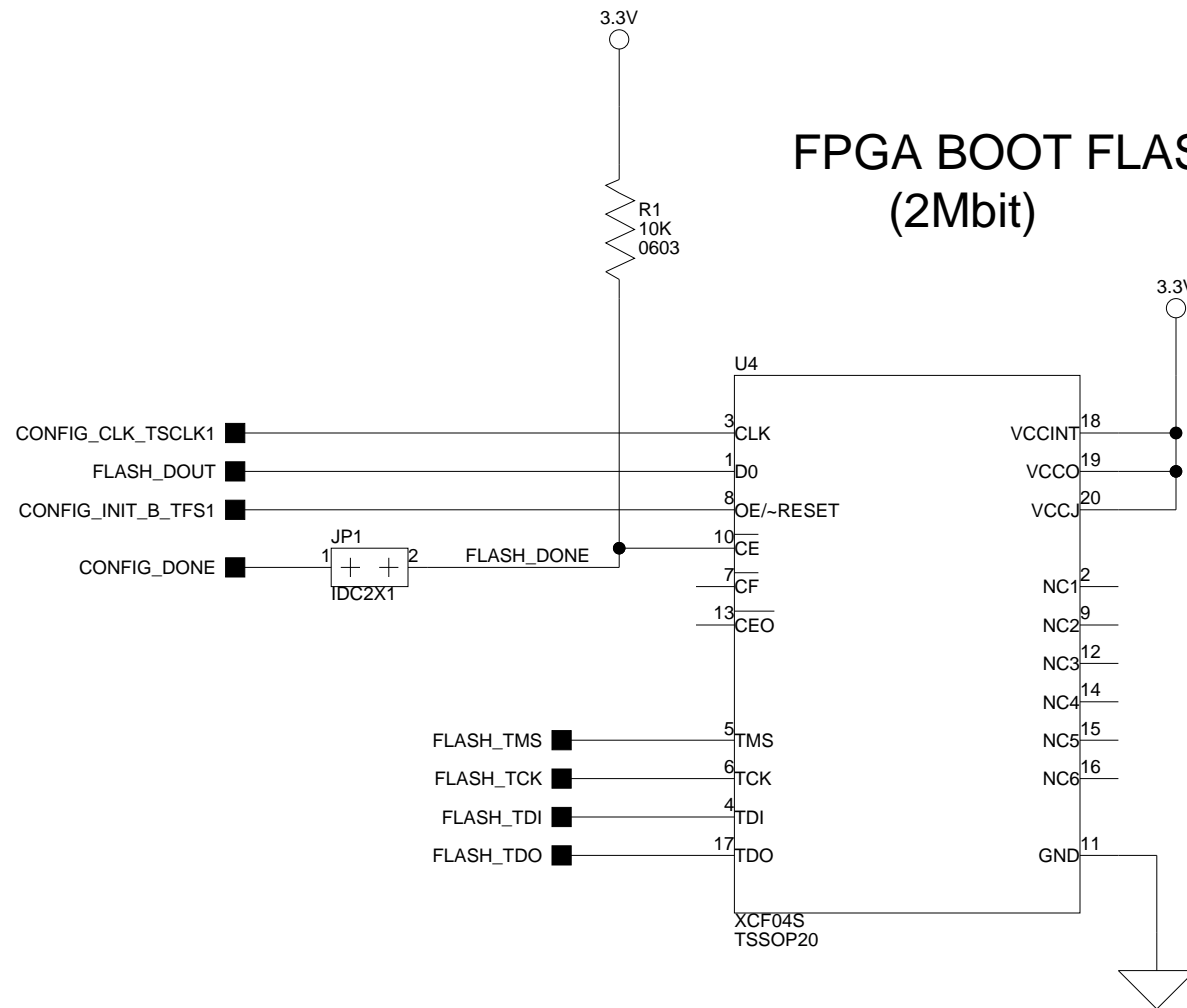 3.3V
FPGA BOOT FLAS
(2Mbit)
R1
10K
0603
3.3V
U4
CONFIG_CLK_TSCLK1
3
CLK
VCCINT
18
FLASH_DOUT
1
D0
VCCO
19
CONFIG_INIT_B_TFS1
8
OE/~RESET
VCCJ
20
JP1
CONFIG_DONE
1
2
IDC2X1
FLASH_DONE
10
CE
7
CF
NC1
2
13
CEO
NC2
9
NC3
12
NC4
14
FLASH_TMS
5
TMS
NC5
15
FLASH_TCK
6
TCK
NC6
16
FLASH_TDI
4
TDI
FLASH_TDO
17
TDO
GND
11
XCF04S
TSSOP20